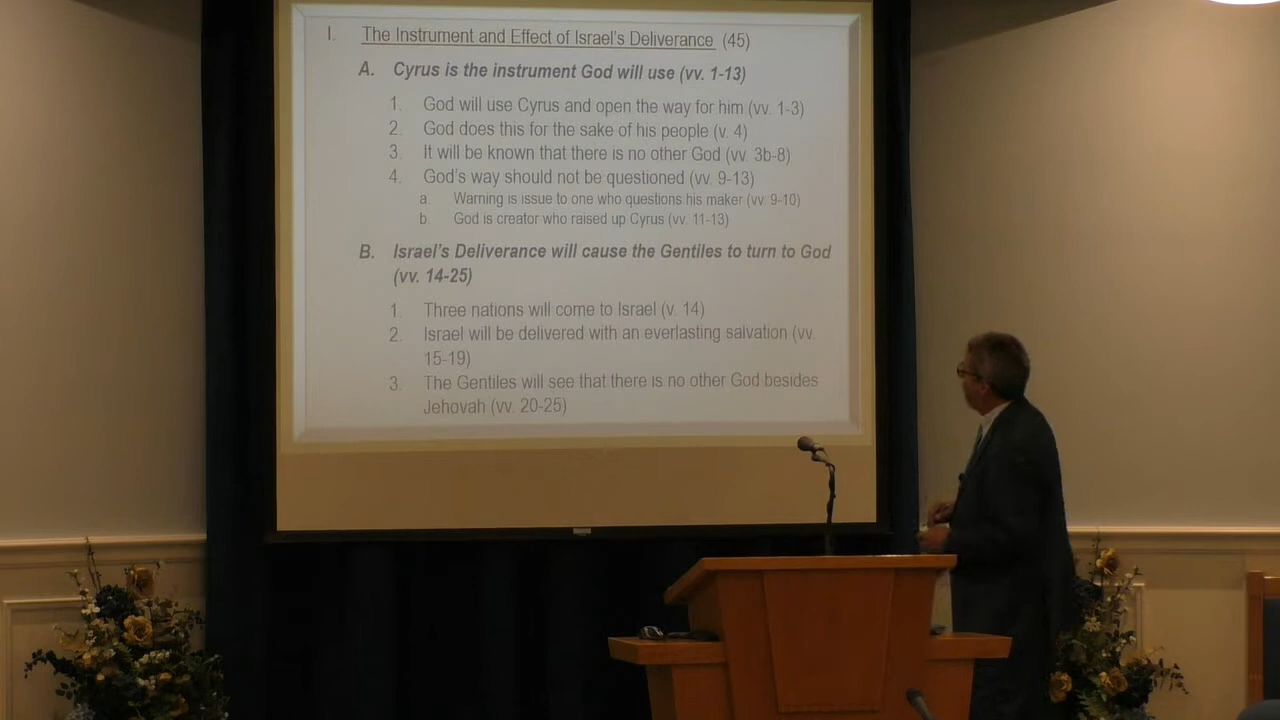 I. The Instrument and Effect of Israel's Deliverance (45)
A. Cyrus is the instrument God will use (vv. 1-13)
1. God will use Cyrus and open the way for him (vv. 1-3)
2. God does this for the sake of his people (v. 4)
3. It will be known that there is no other God (vv. 3b-8)
4. God's way should not be questioned (vv. 9-13)
a. Warning is issue to one who questions his maker (vv. 9-10)
b. God is creator who raised up Cyrus (vv. 11-13)
B. Israel's Deliverance will cause the Gentiles to turn to God
(vv. 14-25)
1. Three nations will come to Israel (v. 14)
2. Israel will be delivered with an everlasting salvation (vv.
15-19)
3. The Gentiles will see that there is no other God besides
Jehovah (vv. 20-25)